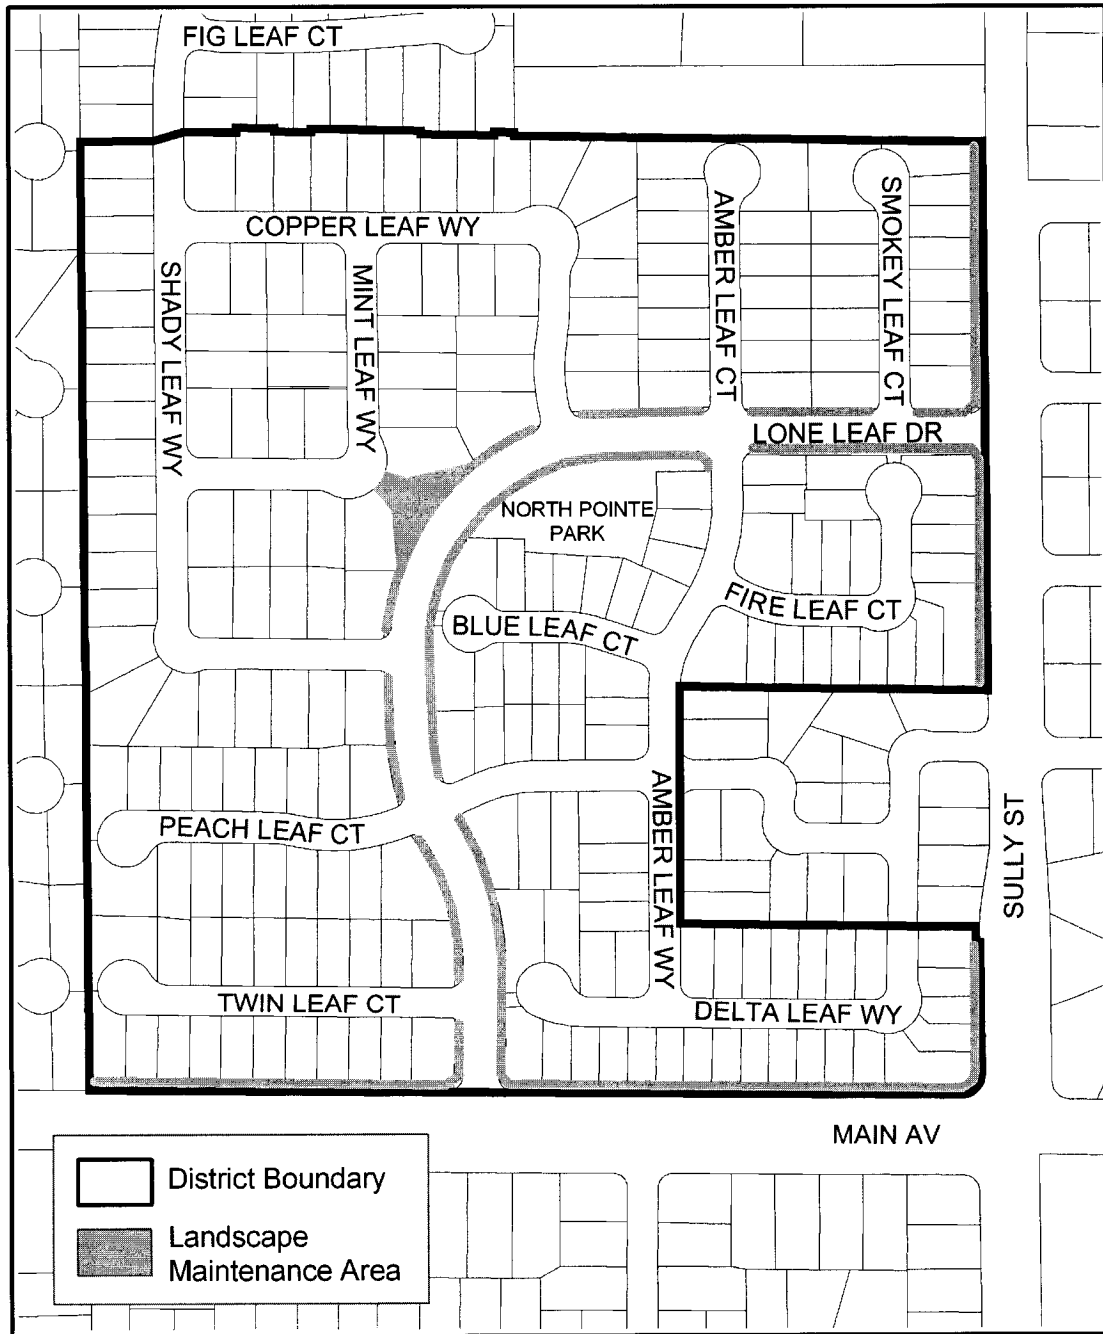 FIG LEAF CT
COPPER LEAF WY
SHADY LEAF WY
MINT LEAF WY
AMBER LEAF CT
SMOKEY LEAF CT
LONE LEAF DR
NORTH POINTE
PARK
FIRE LEAF CT
BLUE LEAF CT
PEACH LEAF CT
AMBER LEAF WY
SULLY ST
TWIN LEAF CT
DELTA LEAF WY
MAIN AV
District Boundary
Landscape
Maintenance Area